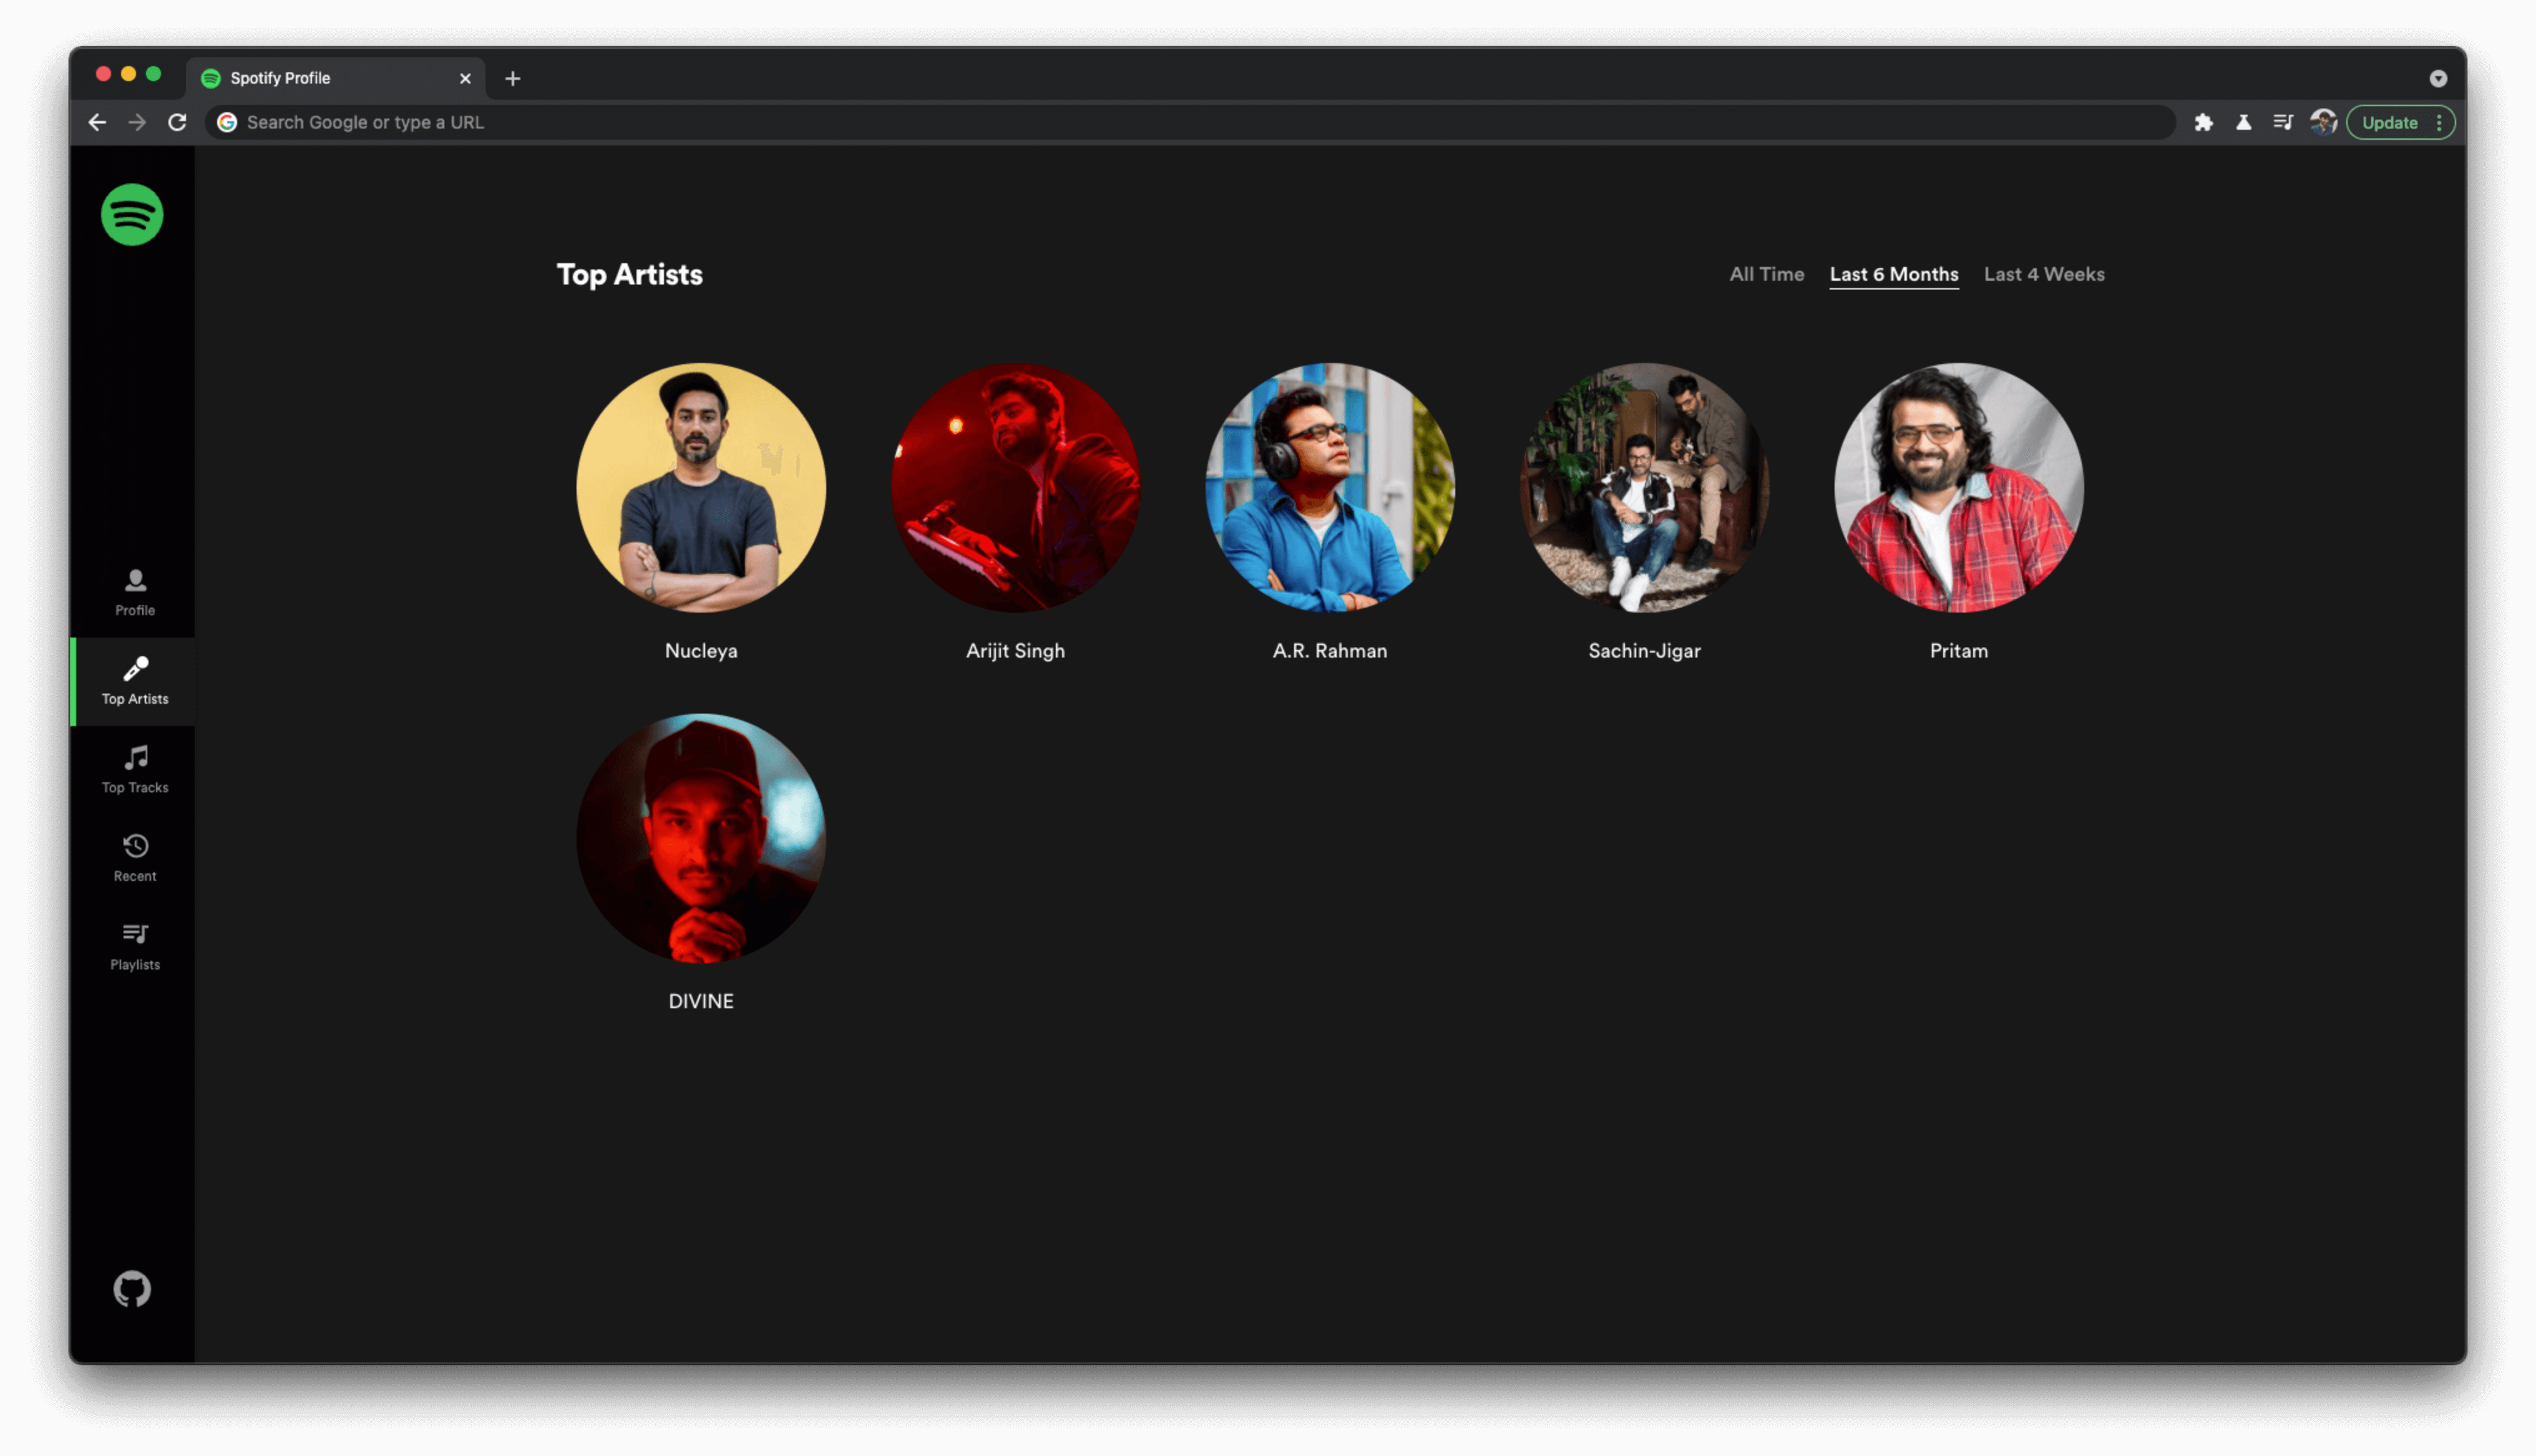 Spotify Profile
Search Google or type a URL
Update
Top Artists
All Time Last 6 Months Last 4 Weeks
Nucleya Arijit Singh A.R. Rahman Sachin-Jigar Pritam
DIVINE
Profile
Top Artists
Top Tracks
Recent
Playlists